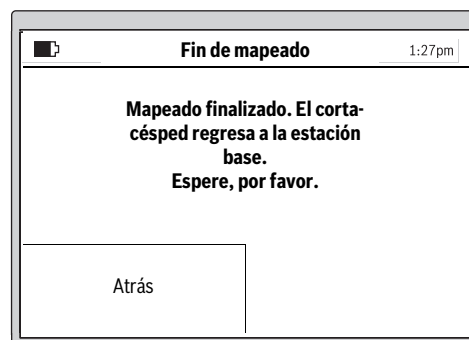 Fin de mapeado
1:27pm
Mapeado finalizado. El corta-
césped regresa a la estación
base.
Espere, por favor.
Atrás